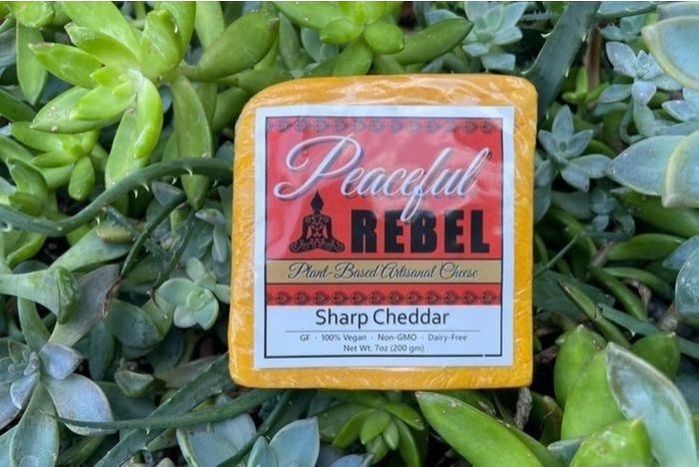 Peaceful
REBEL
Plant-Based Artisanal Cheese
Sharp Cheddar
GF · 100% Vegan · Non-GMO · Dairy-Free
Net Wt. 7oz (200 gm)